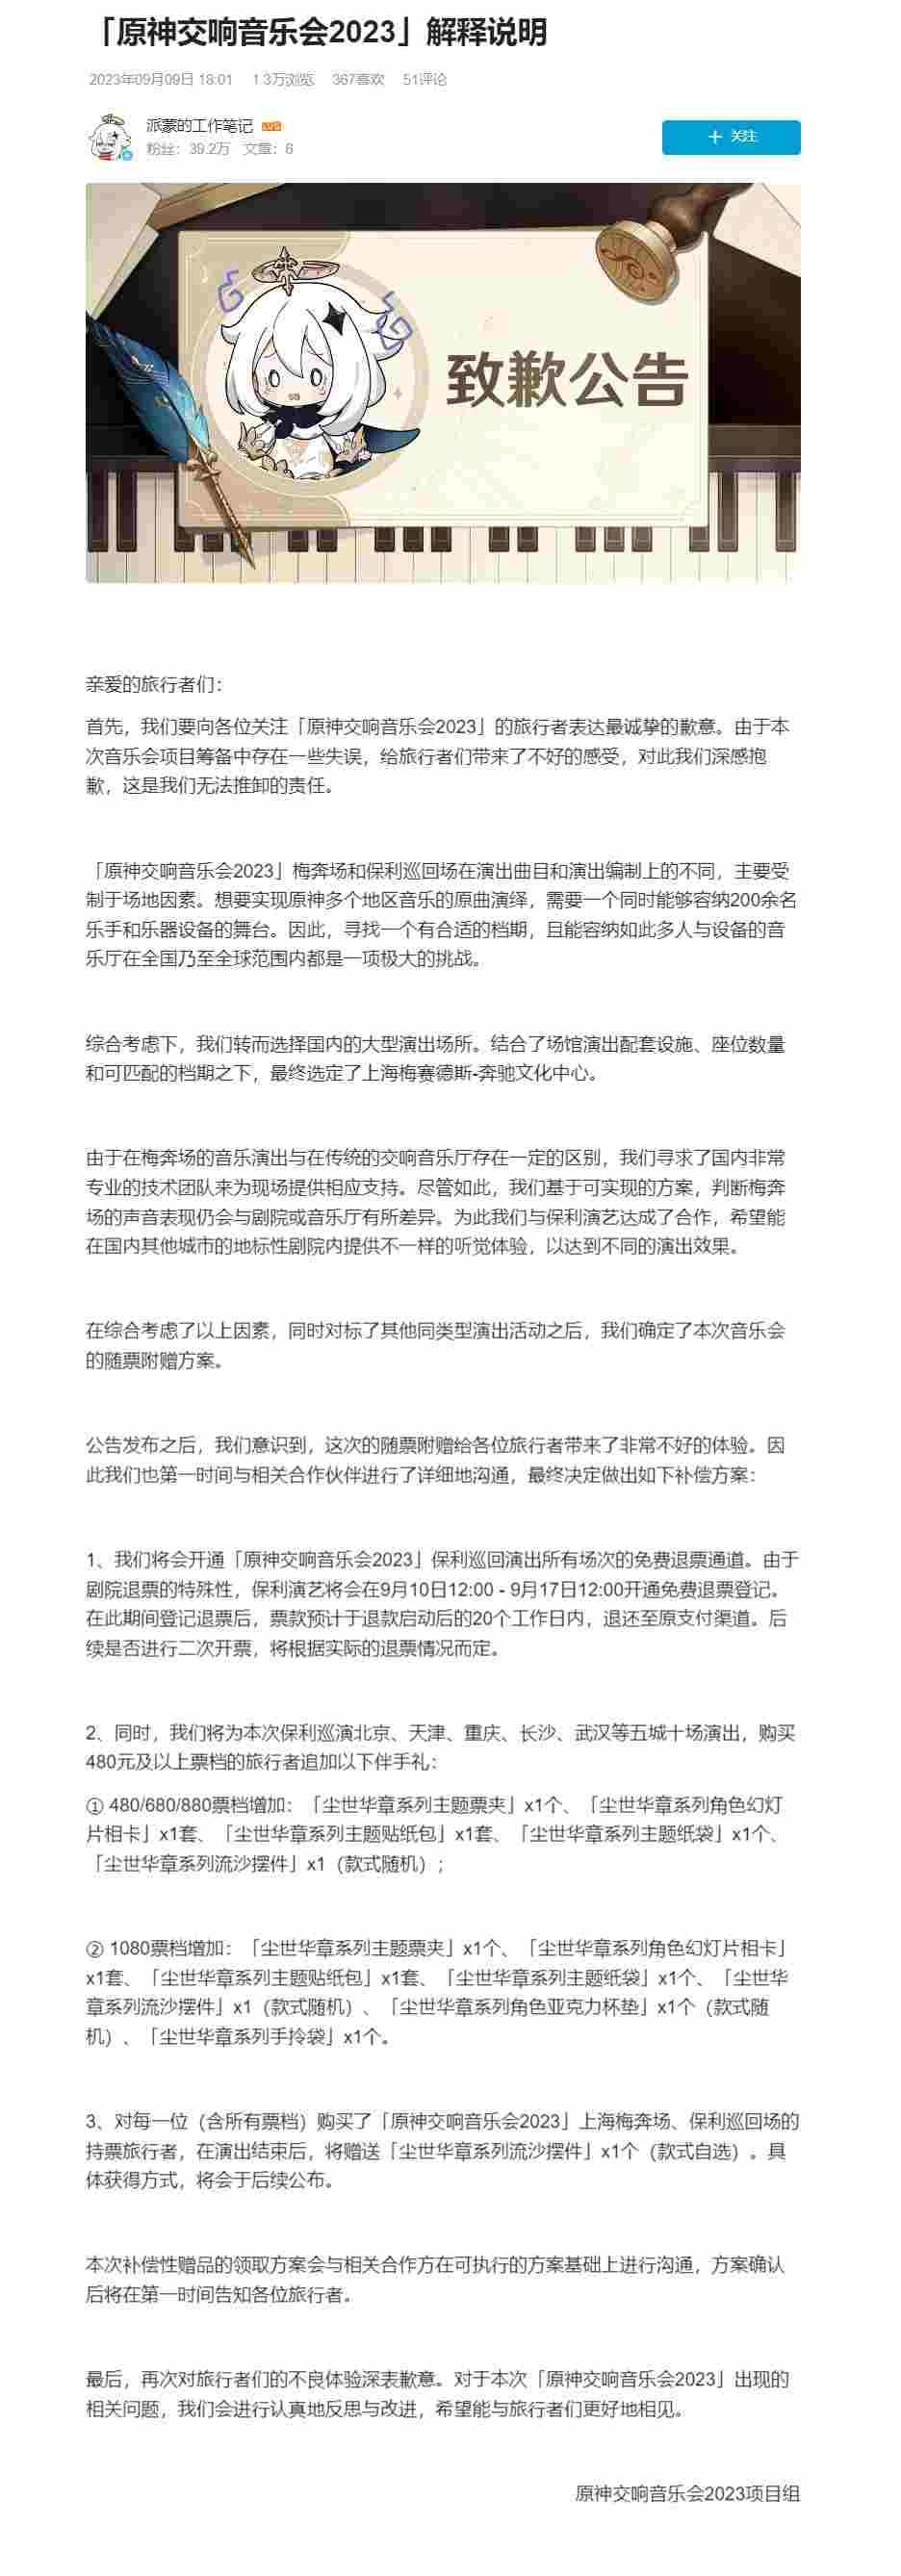 「原神交响音乐会2023」解释说明
2023年09月09日 18:01 1.3万浏览 367喜欢 51评论
派蒙的工作笔记
粉丝：39.2万 文章：6
＋ 关注
致歉公告
亲爱的旅行者们：
首先，我们要向各位关注「原神交响音乐会2023」的旅行者表达最诚挚的歉意。由于本
次音乐会项目筹备中存在一些失误，给旅行者们带来了不好的感受，对此我们深感抱
歉，这是我们无法推卸的责任。
「原神交响音乐会2023」梅奔场和保利巡回场在演出曲目和演出编制上的不同，主要受
制于场地因素。想要实现原神多个地区音乐的原曲演绎，需要一个同时能够容纳200余名
乐手和乐器设备的舞台。因此，寻找一个有合适的档期，且能容纳如此多人与设备的音
乐厅在全国乃至全球范围内都是一项极大的挑战。
综合考虑下，我们转而选择国内的大型演出场所。结合了场馆演出配套设施、座位数量
和可匹配的档期之下，最终选定了上海梅赛德斯-奔驰文化中心。
由于在梅奔场的音乐演出与在传统的交响音乐厅存在一定的区别，我们寻求了国内非常
专业的技术团队来为现场提供相应支持。尽管如此，我们基于可实现的方案，判断梅奔
场的声音表现仍会与剧院或音乐厅有所差异。为此我们与保利演艺达成了合作，希望能
在国内其他城市的地标性剧院内提供不一样的听觉体验，以达到不同的演出效果。
在综合考虑了以上因素，同时对标了其他同类型演出活动之后，我们确定了本次音乐会
的随票附赠方案。
公告发布之后，我们意识到，这次的随票附赠给各位旅行者带来了非常不好的体验。因
此我们也第一时间与相关合作伙伴进行了详细地沟通，最终决定做出如下补偿方案：
1、我们将会开通「原神交响音乐会2023」保利巡回演出所有场次的免费退票通道。由于
剧院退票的特殊性，保利演艺将会在9月10日12:00 - 9月17日12:00开通免费退票登记。
在此期间登记退票后，票款预计于退款启动后的20个工作日内，退还至原支付渠道。后
续是否进行二次开票，将根据实际的退票情况而定。
2、同时，我们将为本次保利巡演北京、天津、重庆、长沙、武汉等五城十场演出，购买
480元及以上票档的旅行者追加以下伴手礼：
① 480/680/880票档增加：「尘世华章系列主题票夹」x1个、「尘世华章系列角色幻灯
片相卡」x1套、「尘世华章系列主题贴纸包」x1套、「尘世华章系列主题纸袋」x1个、
「尘世华章系列流沙摆件」x1（款式随机）；
② 1080票档增加：「尘世华章系列主题票夹」x1个、「尘世华章系列角色幻灯片相卡」
x1套、「尘世华章系列主题贴纸包」x1套、「尘世华章系列主题纸袋」x1个、「尘世华
章系列流沙摆件」x1（款式随机）、「尘世华章系列角色亚克力杯垫」x1个（款式随
机）、「尘世华章系列手拎袋」x1个。
3、对每一位（含所有票档）购买了「原神交响音乐会2023」上海梅奔场、保利巡回场的
持票旅行者，在演出结束后，将赠送「尘世华章系列流沙摆件」x1个（款式自选）。具
体获得方式，将会于后续公布。
本次补偿性赠品的领取方案会与相关合作方在可执行的方案基础上进行沟通，方案确认
后将在第一时间告知各位旅行者。
最后，再次对旅行者们的不良体验深表歉意。对于本次「原神交响音乐会2023」出现的
相关问题，我们会进行认真地反思与改进，希望能与旅行者们更好地相见。
原神交响音乐会2023项目组